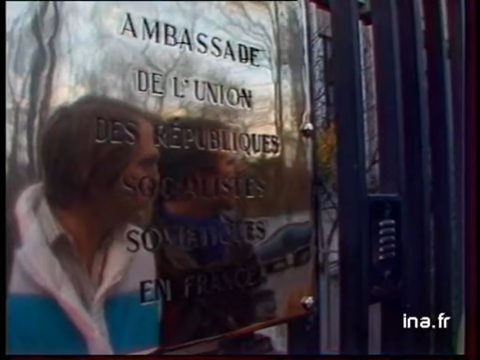 AMBASSADE
DE L'UNION
DES RÉPUBLIQUES
SOCIALISTES
SOVIÉTIQUES
EN FRANCE
ina.fr